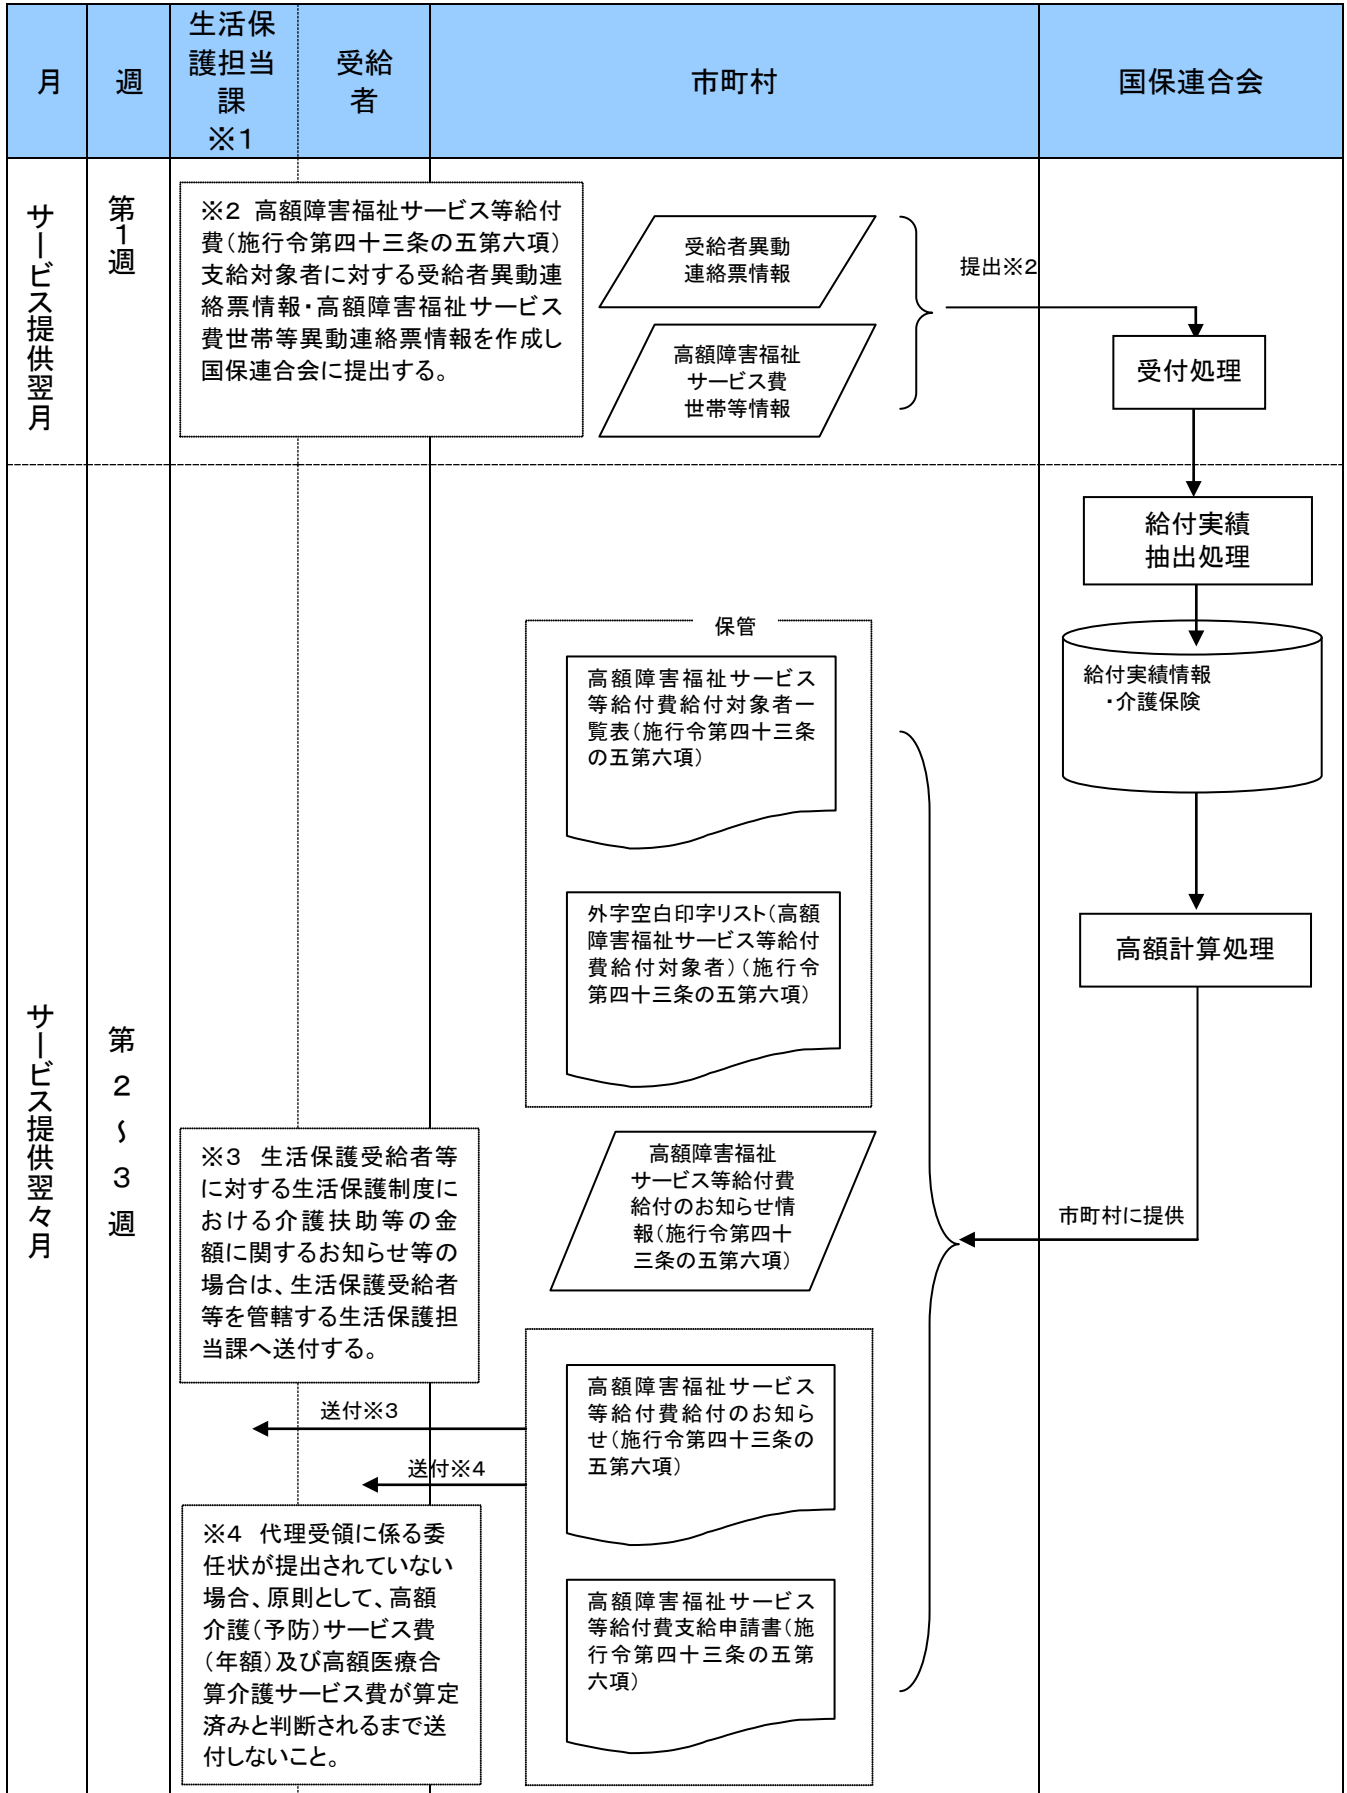 月
週
生活保
護担当
課
※1
受給
者
市町村
国保連合会
サービス提供翌月
第1週
※2 高額障害福祉サービス等給付
費(施行令第四十三条の五第六項)
支給対象者に対する受給者異動連
絡票情報・高額障害福祉サービス
費世帯等異動連絡票情報を作成し
国保連合会に提出する。
受給者異動
連絡票情報
高額障害福祉
サービス費
世帯等情報
提出※2
受付処理
給付実績
抽出処理
給付実績情報
・介護保険
高額計算処理
市町村に提供
サービス提供翌々月
第2~3週
保管
高額障害福祉サービス
等給付費給付対象者一
覧表(施行令第四十三条
の五第六項)
外字空白印字リスト(高額
障害福祉サービス等給付
費給付対象者)(施行令
第四十三条の五第六項)
高額障害福祉
サービス等給付費
給付のお知らせ情
報(施行令第四十
三条の五第六項)
※3 生活保護受給者等
に対する生活保護制度に
おける介護扶助等の金
額に関するお知らせ等の
場合は、生活保護受給者
等を管轄する生活保護担
当課へ送付する。
送付※3
送付※4
高額障害福祉サービス
等給付費給付のお知ら
せ(施行令第四十三条の
五第六項)
高額障害福祉サービス
等給付費支給申請書(施
行令第四十三条の五第
六項)
※4 代理受領に係る委
任状が提出されていない
場合、原則として、高額
介護(予防)サービス費
(年額)及び高額医療合
算介護サービス費が算定
済みと判断されるまで送
付しないこと。